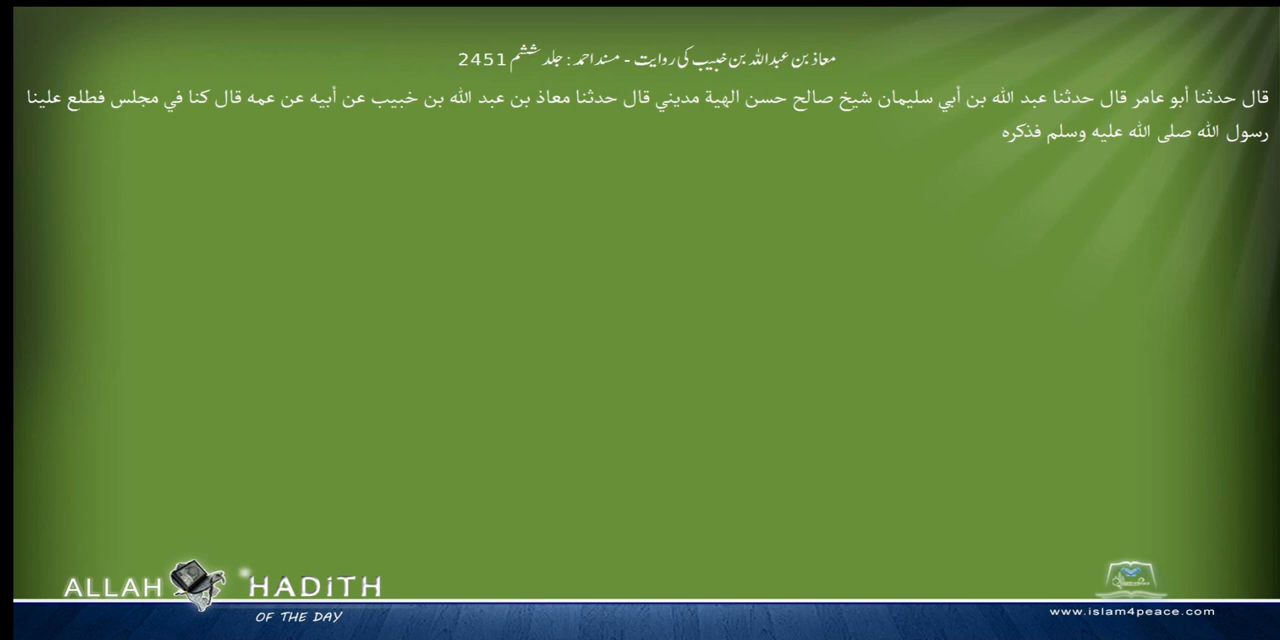 معاذ بن عبداللہ بن خبیب کی روایت - مسند احمد : جلد ششم 2451
قال حدثنا أبو عامر قال حدثنا عبد الله بن أبي سليمان شيخ صالح حسن الهية مديني قال حدثنا معاذ بن عبد الله بن خبيب عن أبيه عن عمه قال كنا في مجلس فطلع علينا
رسول الله صلى الله عليه وسلم فذكره
ALLAH HADITH
OF THE DAY
www.islam4peace.com